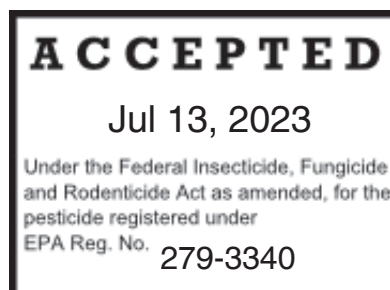 ACCEPTED
Jul 13, 2023
Under the Federal Insecticide, Fungicide
and Rodenticide Act as amended, for the
pesticide registered under
EPA Reg. No. 279-3340